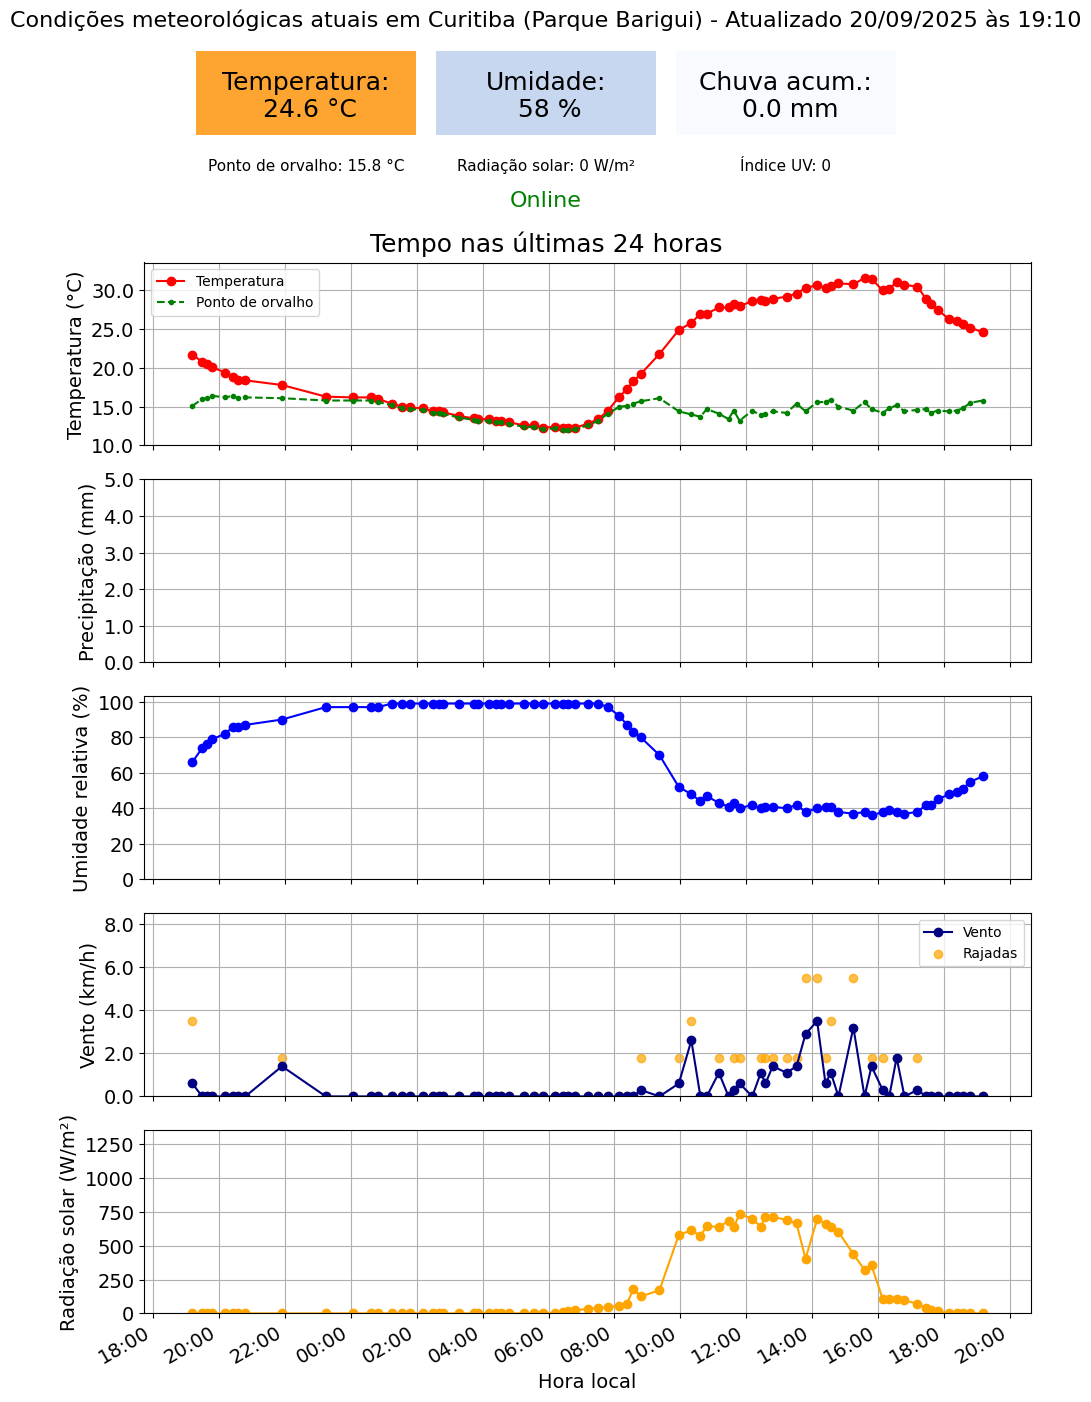 Condições meteorológicas atuais em Curitiba (Parque Barigui) - Atualizado 20/09/2025 às 19:10
Temperatura:
24.6 °C
Umidade:
58 %
Chuva acum.:
0.0 mm
Ponto de orvalho: 15.8 °C
Radiação solar: 0 W/m²
Índice UV: 0
Online
Tempo nas últimas 24 horas
Temperatura (°C)
30.0
25.0
20.0
15.0
10.0
Temperatura
Ponto de orvalho
Precipitação (mm)
5.0
4.0
3.0
2.0
1.0
0.0
Umidade relativa (%)
100
80
60
40
20
0
Vento (km/h)
8.0
6.0
4.0
2.0
0.0
Vento
Rajadas
Radiação solar (W/m²)
1250
1000
750
500
250
0
18:00
20:00
22:00
00:00
02:00
04:00
06:00
08:00
10:00
12:00
14:00
16:00
18:00
20:00
Hora local